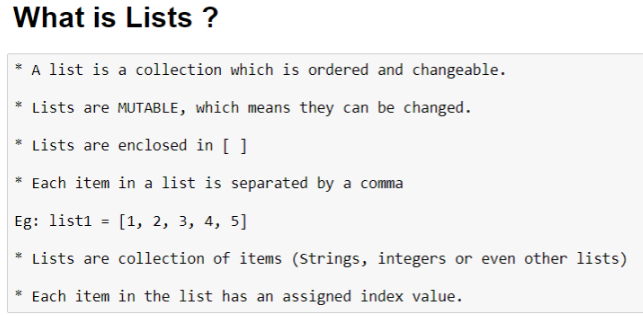 What is Lists ?
* A list is a collection which is ordered and changeable.
* Lists are MUTABLE, which means they can be changed.
* Lists are enclosed in [ ]
* Each item in a list is separated by a comma
Eg: list1 = [1, 2, 3, 4, 5]
* Lists are collection of items (Strings, integers or even other lists)
* Each item in the list has an assigned index value.